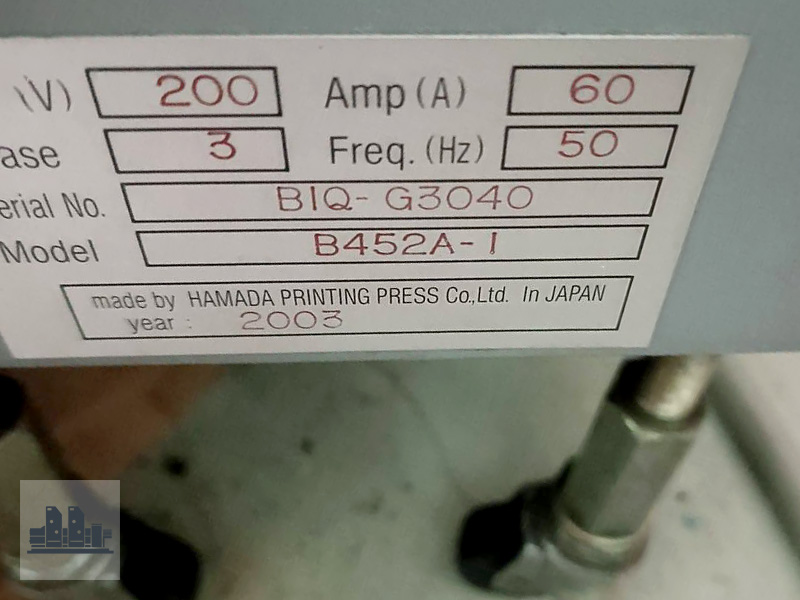 (V) 200 Amp (A) 60
ase 3 Freq. (Hz) 50
erial No. BIQ-G3040
Model B452A-1
made by HAMADA PRINTING PRESS Co.,Ltd. In JAPAN
year : 2003